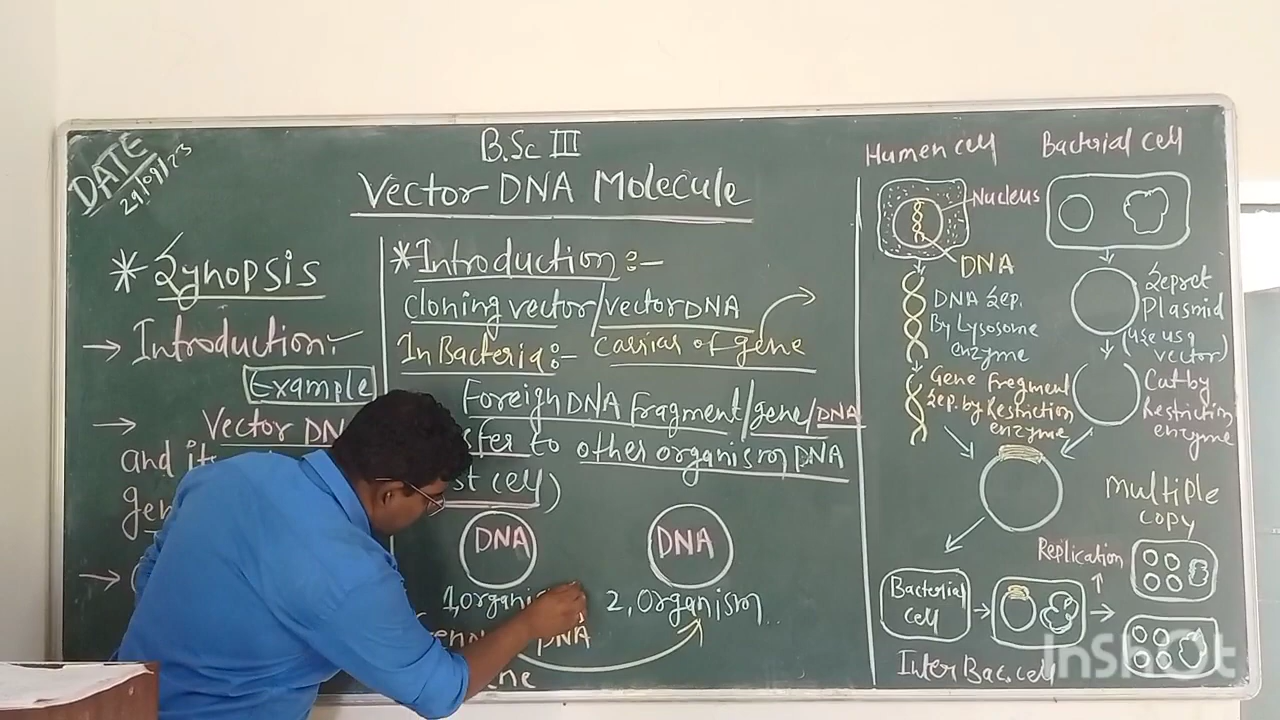 DATE
29/09/23
B.Sc III
Vector DNA Molecule
* Synopsis
→ Introduction:-
Example
→ Vector DN
and it
gen
→
* Introduction :-
Cloning vector/vector DNA
In Bacteria:- Carrier of gene
Foreign DNA fragment/gene/DNA
sfer to other organism DNA
st cell)
DNA
DNA
1, organis
2, organism
DNA
ne
Humen cell
Bacterial cell
Nucleus
DNA
DNA Sep.
By Lysosome
enzyme
Gene Fregment
Sep. by Restriction
enzyme
Sepret
Plasmid
(use us a
vector)
Cut by
Restriction
enzyme
multiple
copy
Replication
Bacterial
cell
Inter Bac. cell
InShOt